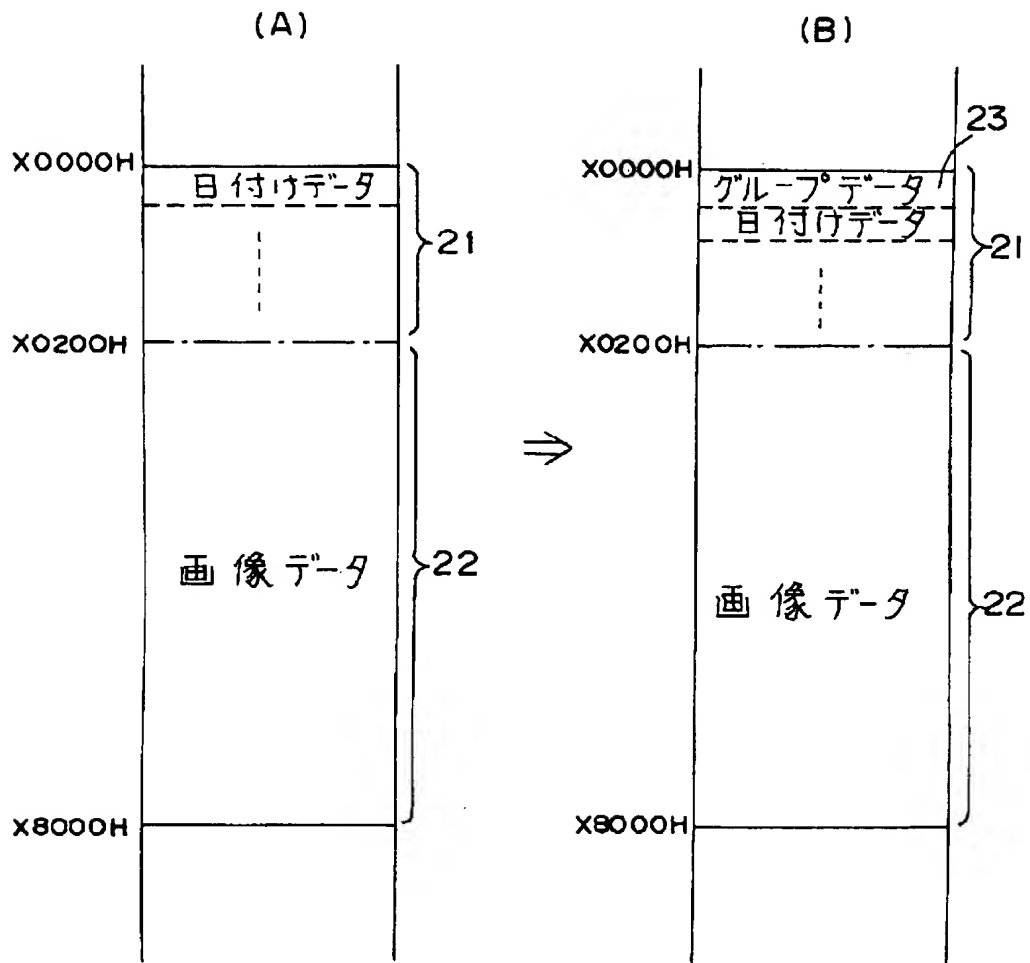 (A)
X0000H
日付けデータ
21
X0200H
画像データ
22
X8000H
⇒
(B)
23
X0000H
グループデータ
日付けデータ
21
X0200H
画像データ
22
X8000H